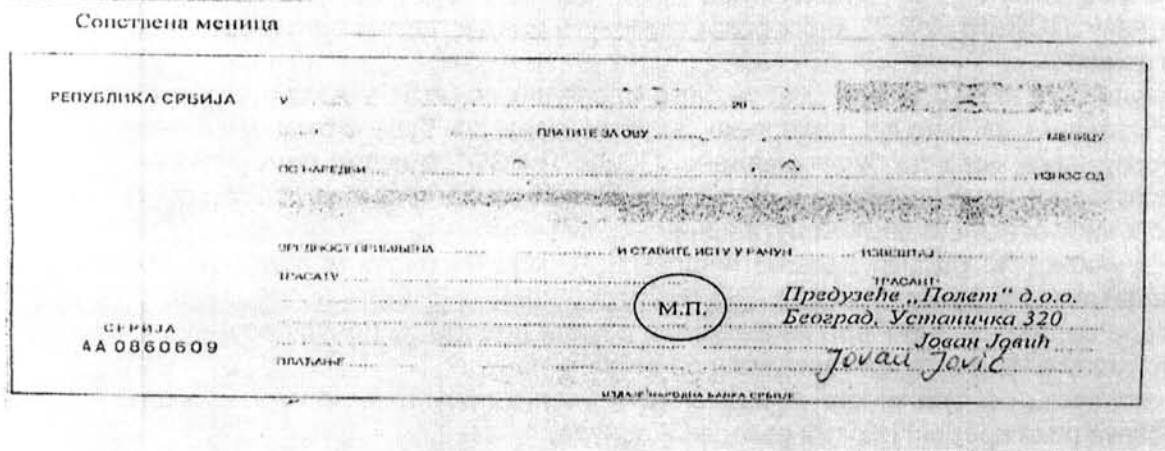 Сопствена меница
РЕПУБЛИКА СРБИЈА У 20
ПЛАТИТЕ ЗА ОВУ МЕНИЦУ
ПО НАРЕДБИ ИЗНОС ОД
ВРЕДНОСТ ПРИМЉЕНА И СТАВИТЕ ИСТУ У РАЧУН ИЗВЕШТАЈ
ТРАСАТУ ТРАСАНТ
М.П. Предузеће „Полет“ д.о.о.
Београд, Устаничка 320
СЕРИЈА Јован Јовић
АА 0860609 Jovan Jović
ПЛАЋАЊЕ
ИЗДАЈЕ НАРОДНА БАНКА СРБИЈЕ